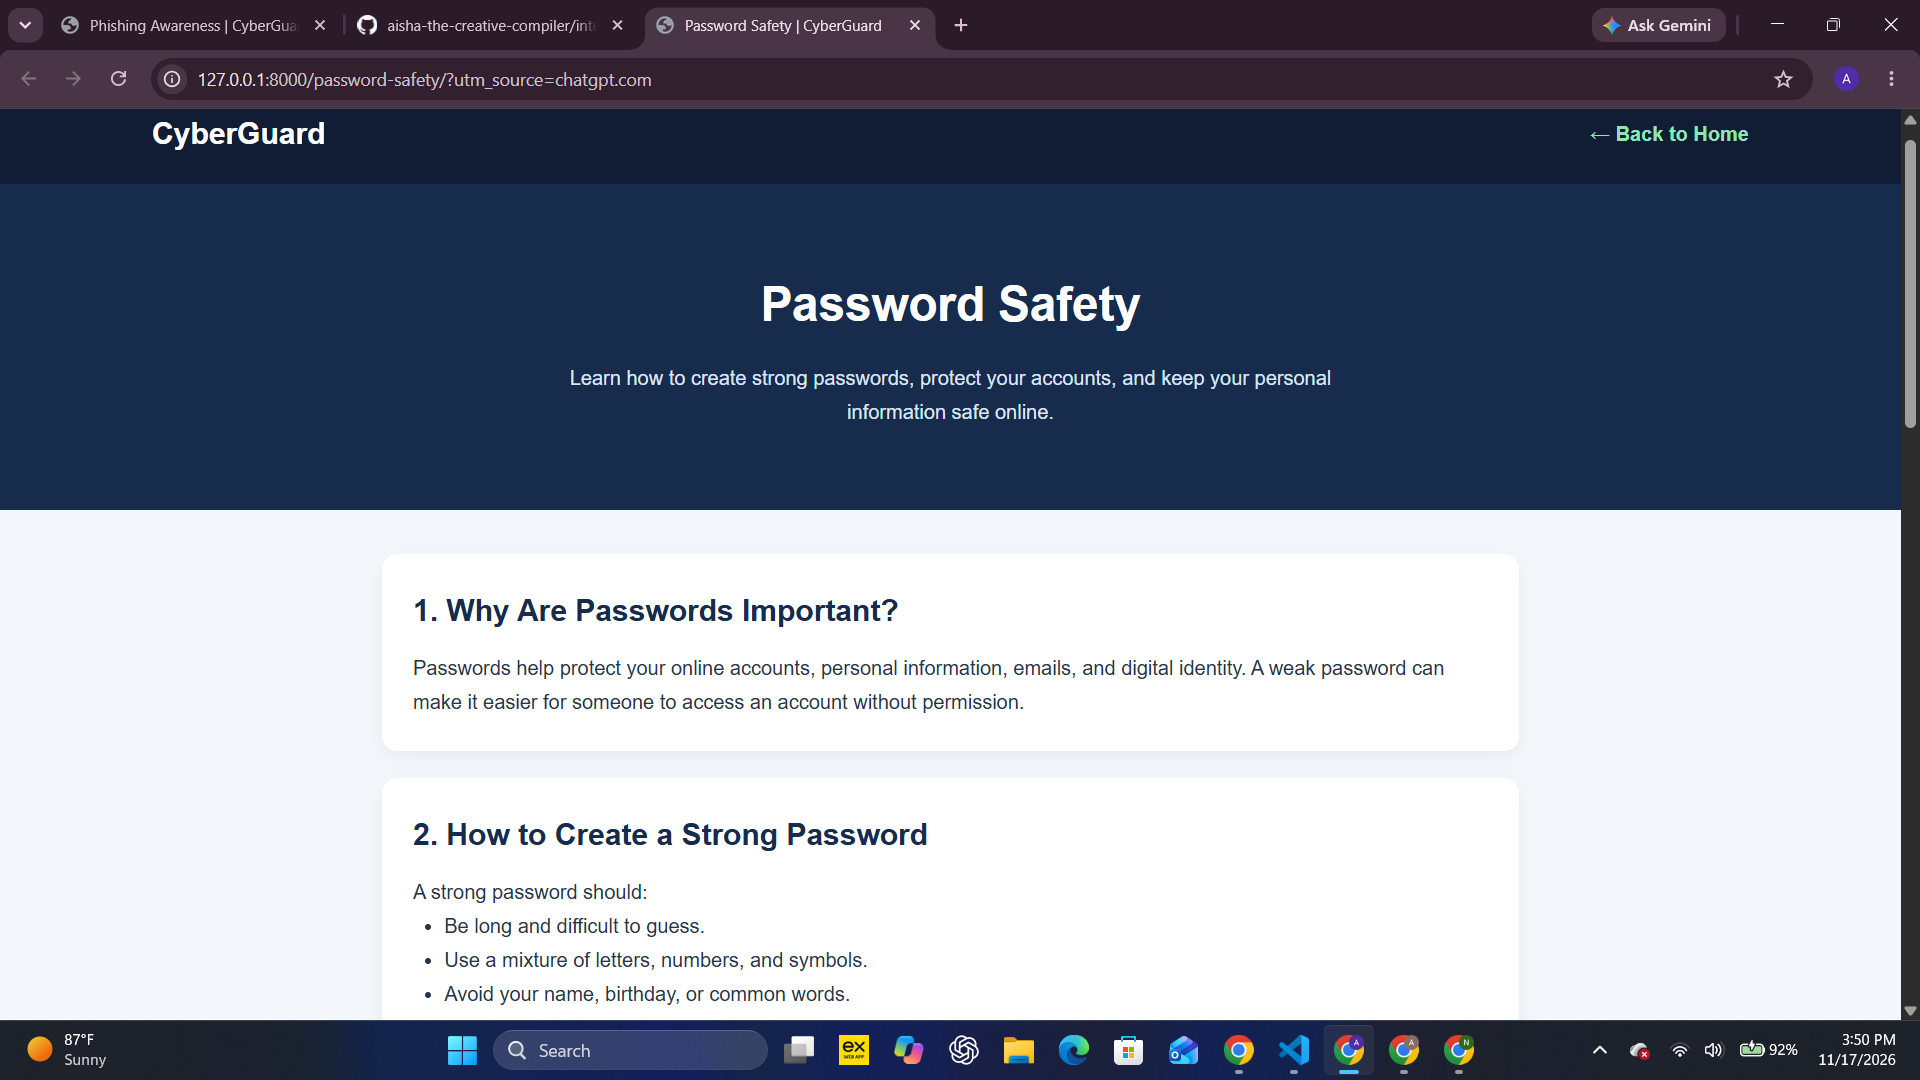 Phishing Awareness | CyberGua
aisha-the-creative-compiler/int
Password Safety | CyberGuard
Ask Gemini
127.0.0.1:8000/password-safety/?utm_source=chatgpt.com
A
CyberGuard
← Back to Home
Password Safety
Learn how to create strong passwords, protect your accounts, and keep your personal
information safe online.
1. Why Are Passwords Important?
Passwords help protect your online accounts, personal information, emails, and digital identity. A weak password can
make it easier for someone to access an account without permission.
2. How to Create a Strong Password
A strong password should:
• Be long and difficult to guess.
• Use a mixture of letters, numbers, and symbols.
• Avoid your name, birthday, or common words.
87°F
Sunny
Search
ex
WEB APP
A
A
N
92%
3:50 PM
11/17/2026